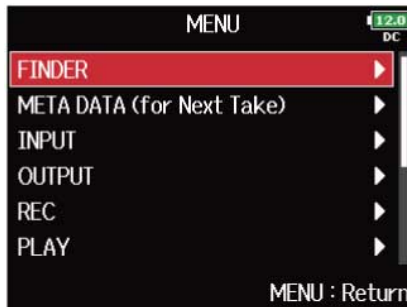 MENU
12.0
DC
FINDER
META DATA (for Next Take)
INPUT
OUTPUT
REC
PLAY
MENU : Return